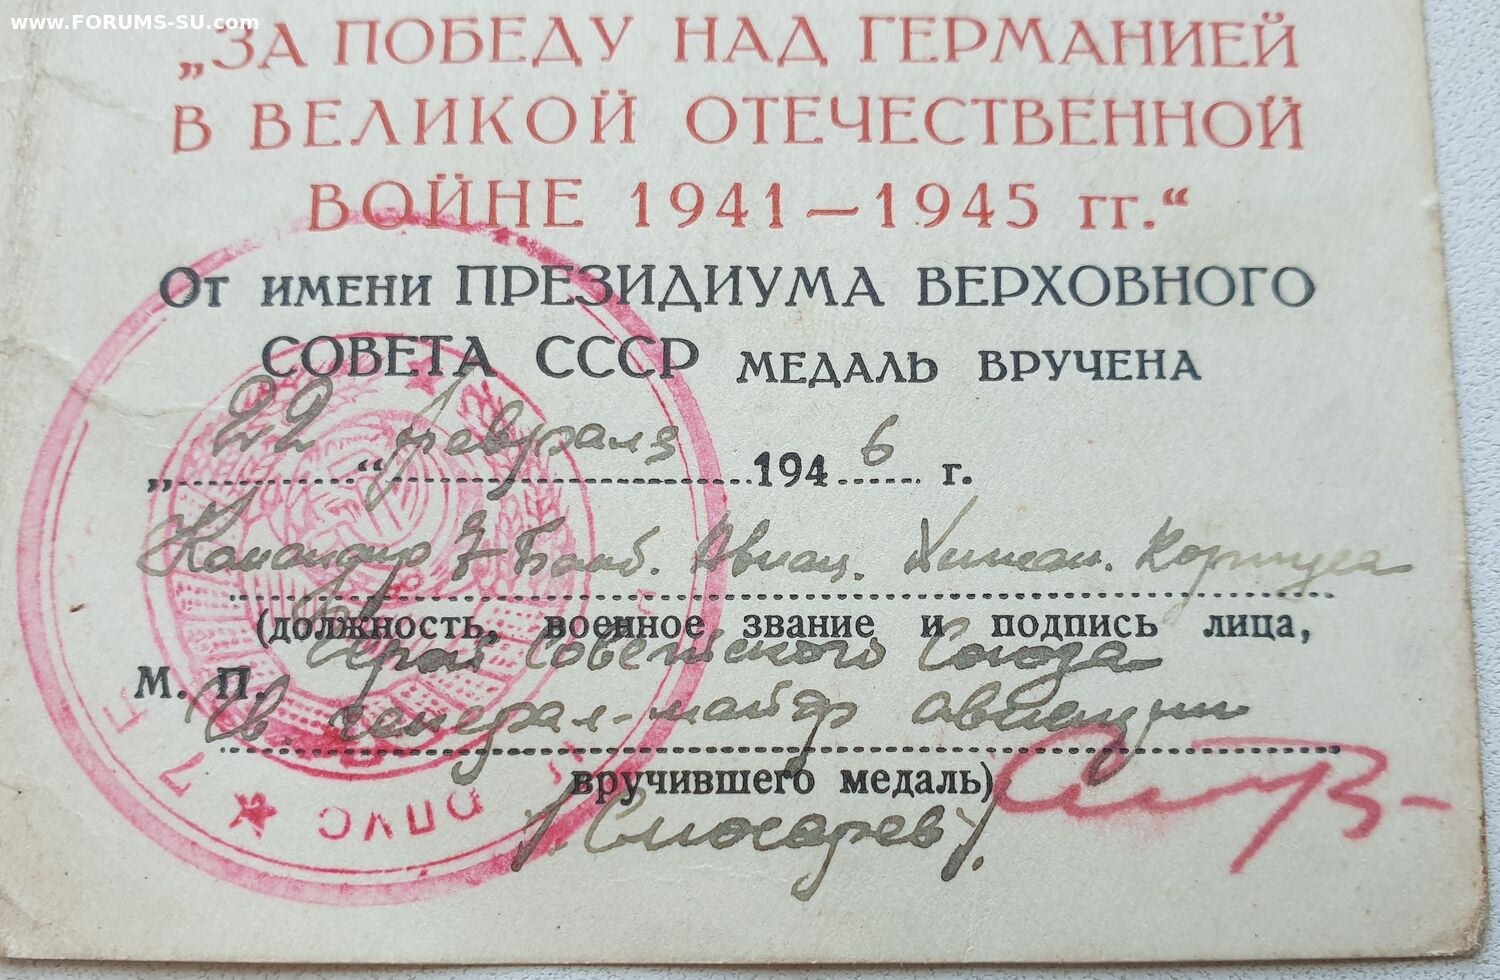 www.FORUMS-SU.com
„ЗА ПОБЕДУ НАД ГЕРМАНИЕЙ
В ВЕЛИКОЙ ОТЕЧЕСТВЕННОЙ
ВОЙНЕ 1941—1945 гг.“
От имени ПРЕЗИДИУМА ВЕРХОВНОГО
СОВЕТА СССР МЕДАЛЬ ВРУЧЕНА
„22“ февраля 1946 г.
Командир 7 Бомб. Авиац. Корпуса
(должность, военное звание и подпись лица,
Герой Советского Союза
М. П.
Гв. генерал-майор авиации
вручившего медаль)
/Слюсарев/.